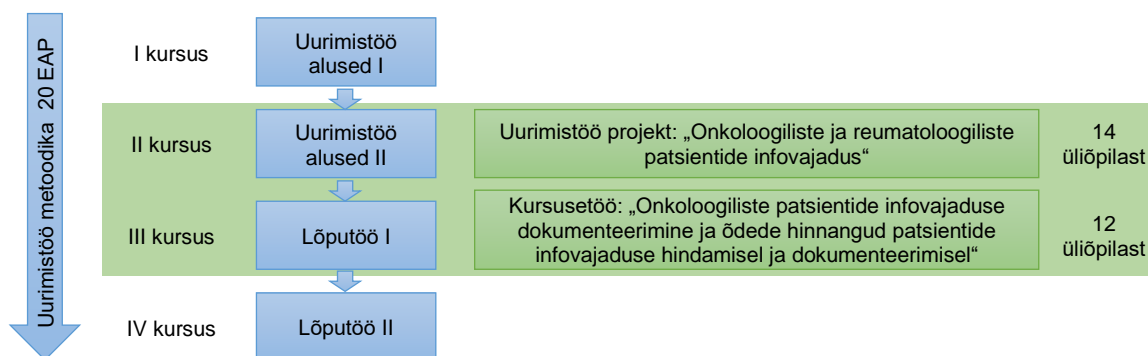 Uurimistöö metoodika 20 EAP
I kursus
Uurimistöö
alused I
II kursus
Uurimistöö
alused II
Uurimistöö projekt: „Onkoloogiliste ja reumatoloogiliste
patsientide infovajadus“
14
üliõpilast
III kursus
Lõputöö I
Kursusetöö: „Onkoloogiliste patsientide infovajaduse
dokumenteerimine ja õdede hinnangud patsientide
infovajaduse hindamisel ja dokumenteerimisel“
12
üliõpilast
IV kursus
Lõputöö II